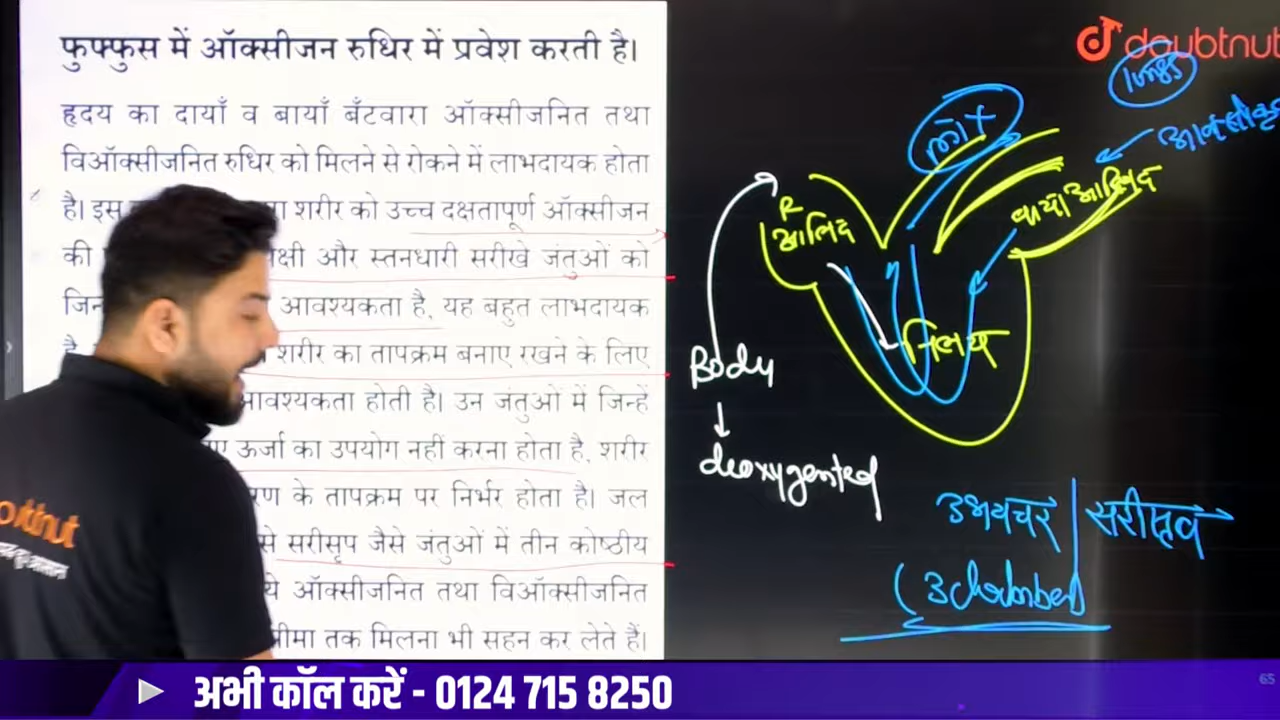 फुफ्फुस में ऑक्सीजन रुधिर में प्रवेश करती है।
हृदय का दायाँ व बायाँ बँटवारा ऑक्सीजनित तथा
विऑक्सीजनित रुधिर को मिलने से रोकने में लाभदायक होता
है। इस शरीर को उच्च दक्षतापूर्ण ऑक्सीजन
की पक्षी और स्तनधारी सरीखे जंतुओं को
जिन आवश्यकता है, यह बहुत लाभदायक
शरीर का तापक्रम बनाए रखने के लिए
आवश्यकता होती है। उन जंतुओं में जिन्हें
ऊर्जा का उपयोग नहीं करना होता है, शरीर
के तापक्रम पर निर्भर होता है। जल
से सरीसृप जैसे जंतुओं में तीन कोष्ठीय
ये ऑक्सीजनित तथा विऑक्सीजनित
सीमा तक मिलना भी सहन कर लेते हैं।
doubtnut
lungs
R
आलिंद
बायाँ
निलय
Body
deoxygented
उभयचर सरीसृप
(3
doubtnut
अभी कॉल करें - 0124 715 8250
65